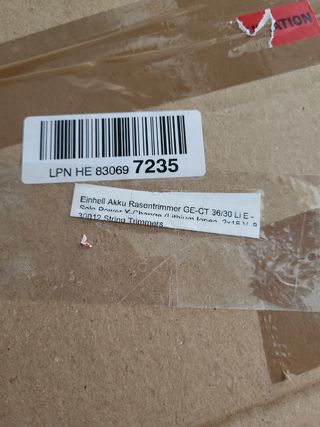 ATION
LPN HE 83069 7235
Einhell Akku Rasentrimmer GE-CT 36/30 Li E -
Solo Power X-Change (Lithium Ionen, 2x18 V, 
30012 String Trimmers